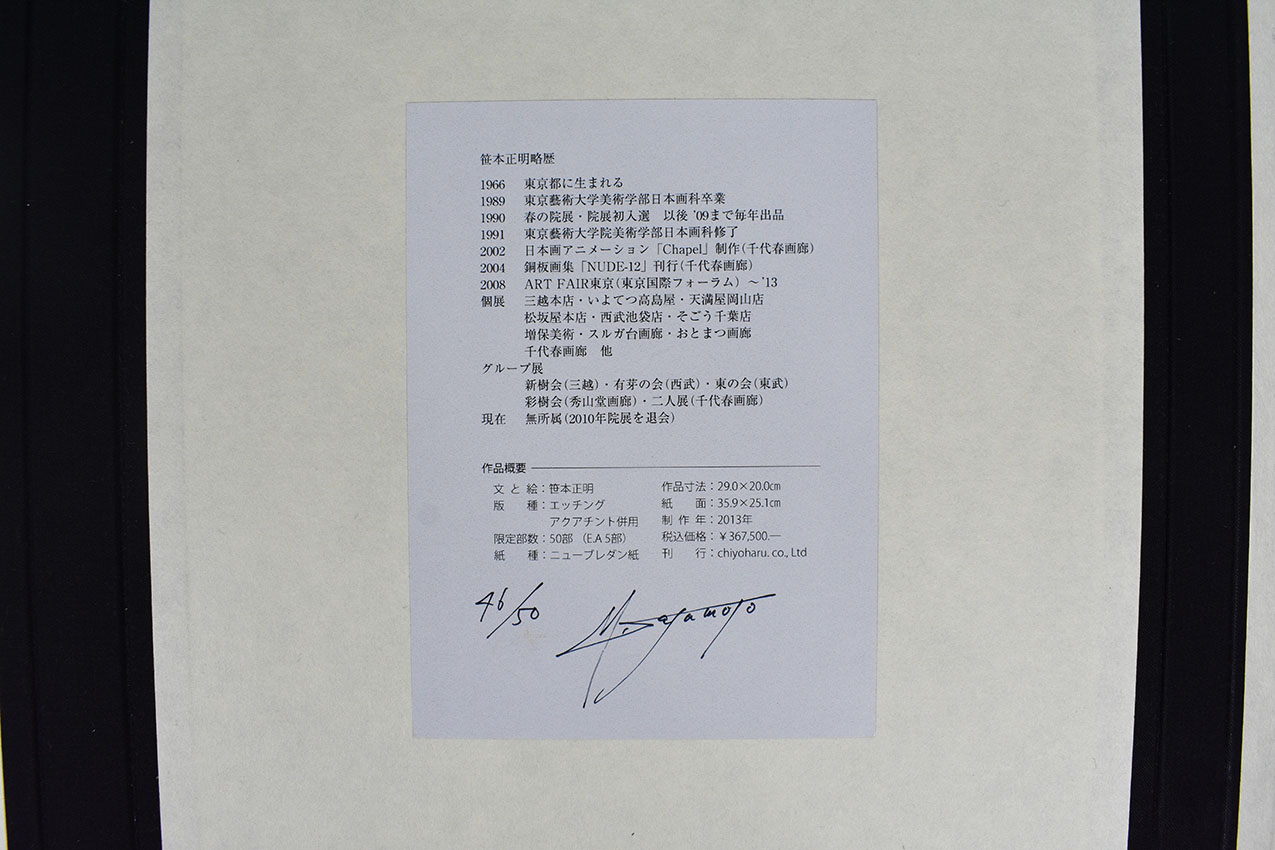 笹本正明略歴
1966 東京都に生まれる
1989 東京藝術大学美術学部日本画科卒業
1990 春の院展・院展初入選 以後 '09まで毎年出品
1991 東京藝術大学院美術学部日本画科修了
2002 日本画アニメーション「Chapel」制作(千代春画廊)
2004 銅板画集「NUDE-12」刊行(千代春画廊)
2008 ART FAIR東京(東京国際フォーラム) ～'13
個展 三越本店・いよてつ高島屋・天満屋岡山店
松坂屋本店・西武池袋店・そごう千葉店
増保美術・スルガ台画廊・おとまつ画廊
千代春画廊 他
グループ展
新樹会(三越)・有芽の会(西武)・東の会(東武)
彩樹会(秀山堂画廊)・二人展(千代春画廊)
現在 無所属(2010年院展を退会)
作品概要
文と絵：笹本正明 作品寸法：29.0×20.0㎝
版種：エッチング 紙面：35.9×25.1㎝
アクアチント併用 制作年：2013年
限定部数：50部 （E.A 5部） 税込価格：￥367,500.—
紙種：ニューブレダン紙 刊行：chiyoharu. co., Ltd
46/50 M. Sasamoto